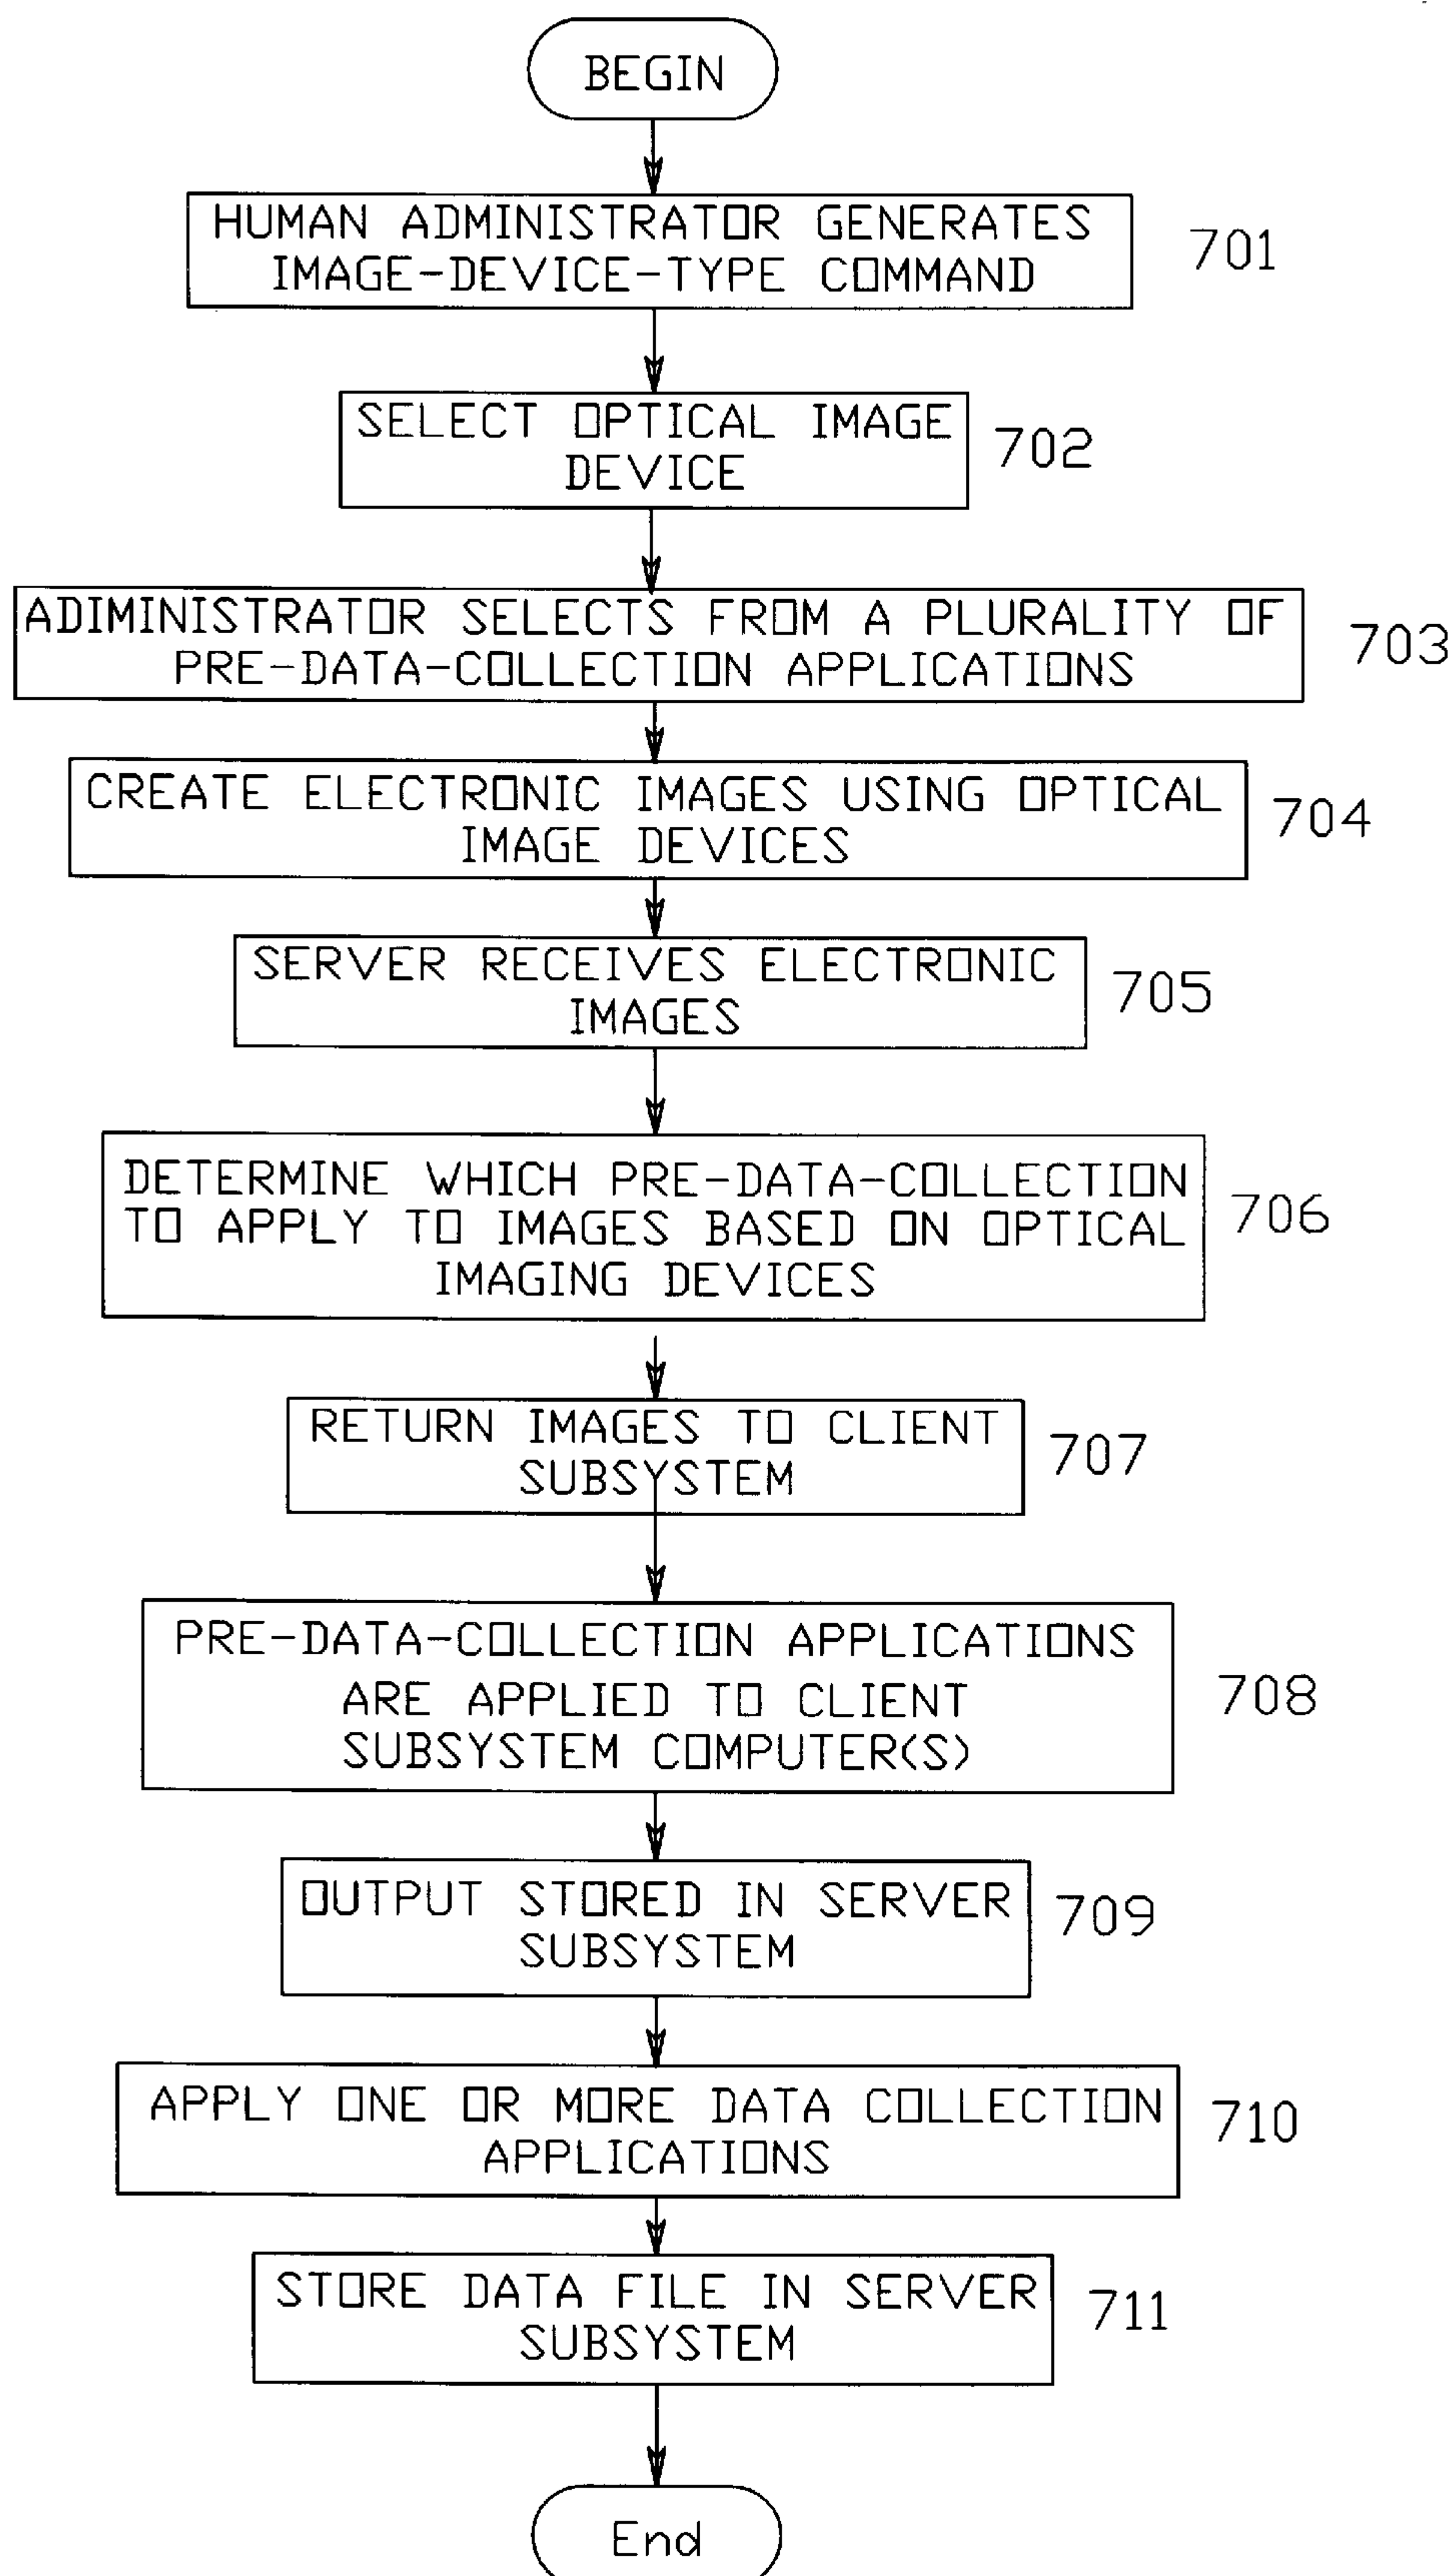 BEGIN
HUMAN ADMINISTRATOR GENERATES
IMAGE-DEVICE-TYPE COMMAND
701
SELECT OPTICAL IMAGE
DEVICE
702
ADIMINISTRATOR SELECTS FROM A PLURALITY OF
PRE-DATA-COLLECTION APPLICATIONS
703
CREATE ELECTRONIC IMAGES USING OPTICAL
IMAGE DEVICES
704
SERVER RECEIVES ELECTRONIC
IMAGES
705
DETERMINE WHICH PRE-DATA-COLLECTION
TO APPLY TO IMAGES BASED ON OPTICAL
IMAGING DEVICES
706
RETURN IMAGES TO CLIENT
SUBSYSTEM
707
PRE-DATA-COLLECTION APPLICATIONS
ARE APPLIED TO CLIENT
SUBSYSTEM COMPUTER(S)
708
OUTPUT STORED IN SERVER
SUBSYSTEM
709
APPLY ONE OR MORE DATA COLLECTION
APPLICATIONS
710
STORE DATA FILE IN SERVER
SUBSYSTEM
711
End